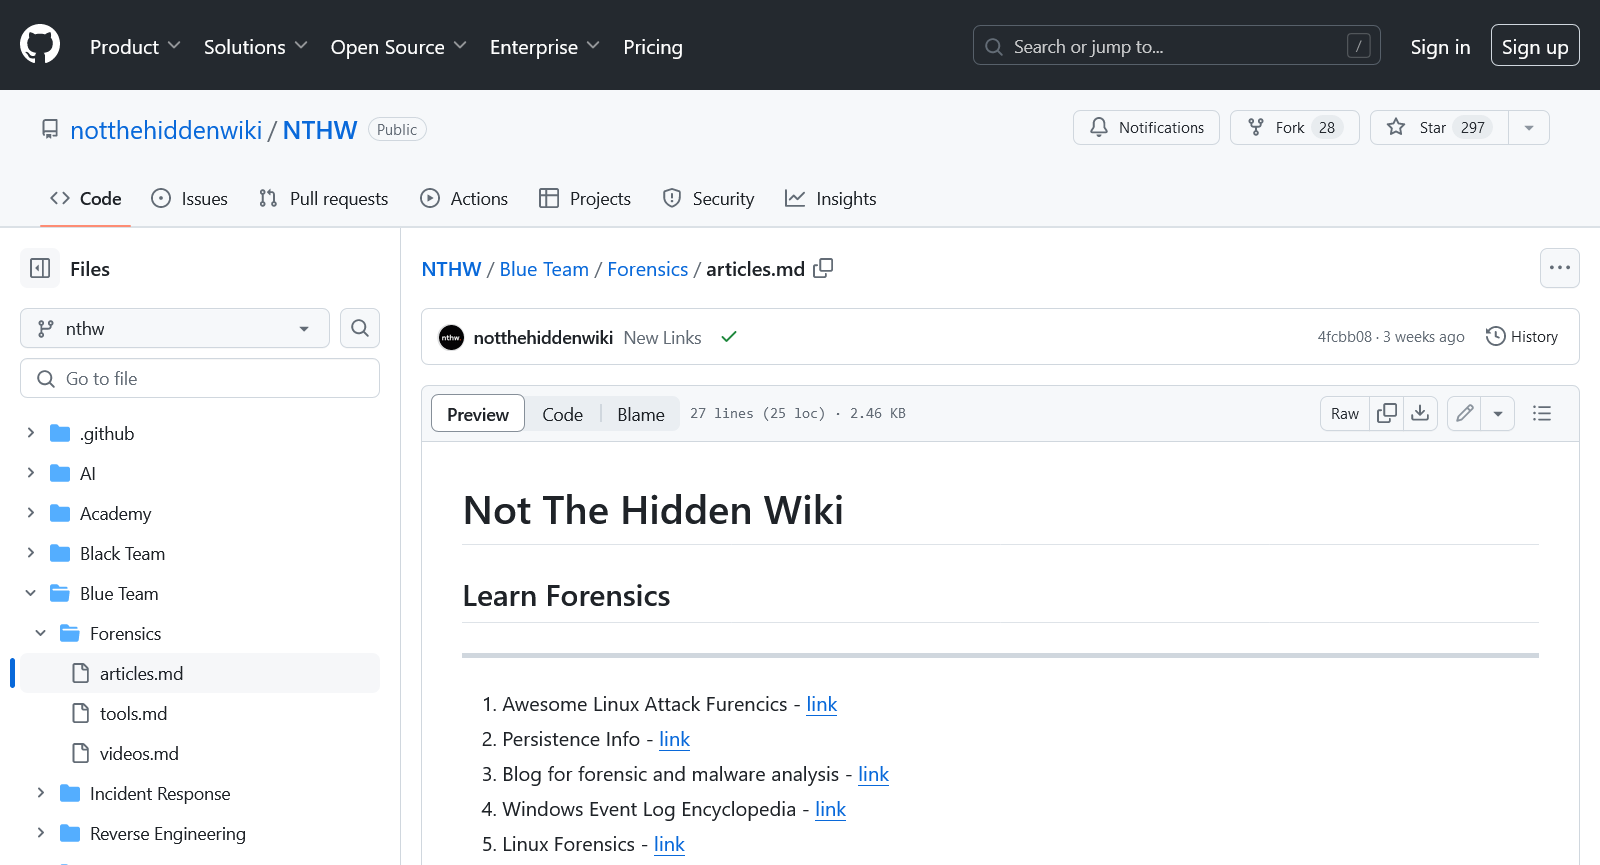 Product Solutions Open Source Enterprise Pricing Search or jump to... / Sign in Sign up
notthehiddenwiki / NTHW Public Notifications Fork 28 Star 297
Code Issues Pull requests Actions Projects Security Insights
Files
nthw
Go to file
.github
AI
Academy
Black Team
Blue Team
Forensics
articles.md
tools.md
videos.md
Incident Response
Reverse Engineering
NTHW / Blue Team / Forensics / articles.md
nthw notthehiddenwiki New Links 4fcbb08 · 3 weeks ago History
Preview Code Blame 27 lines (25 loc) · 2.46 KB Raw
Not The Hidden Wiki
Learn Forensics
1. Awesome Linux Attack Furencics - link
2. Persistence Info - link
3. Blog for forensic and malware analysis - link
4. Windows Event Log Encyclopedia - link
5. Linux Forensics - link